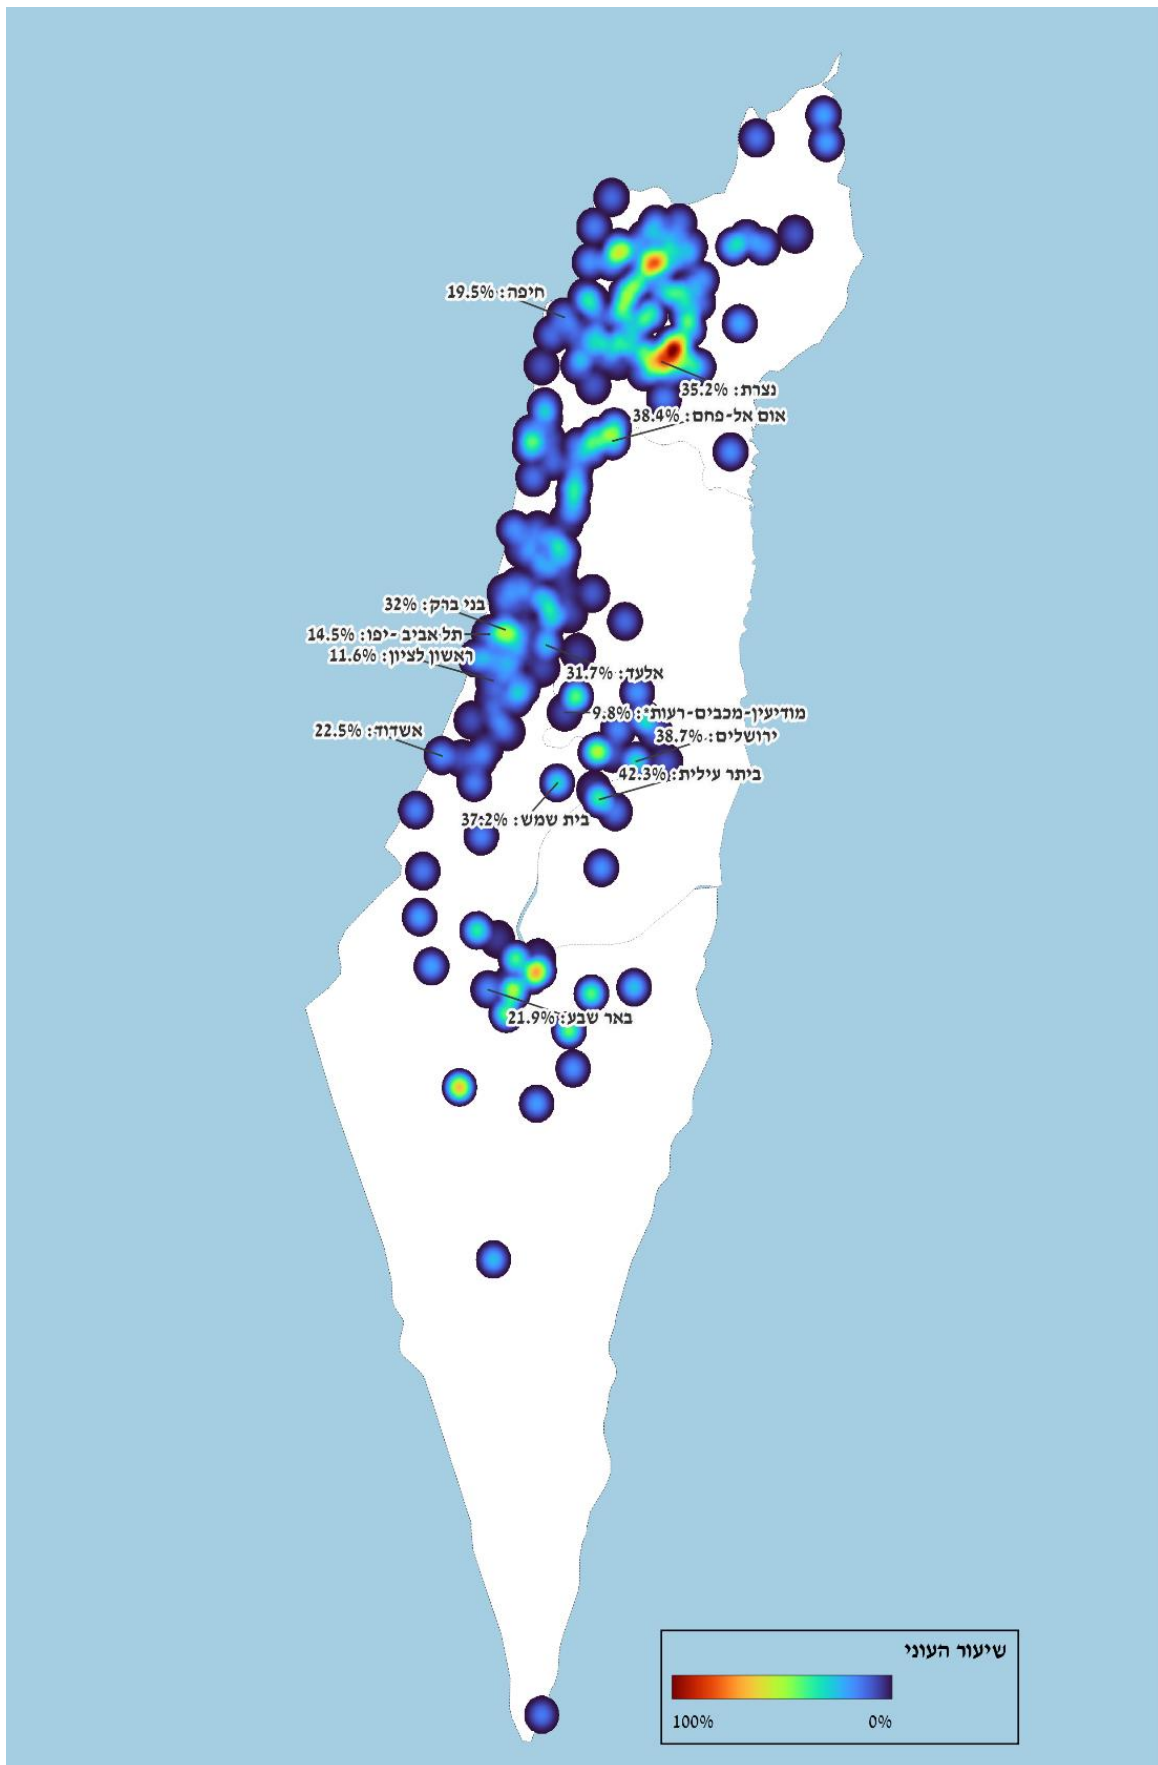 חיפה: 19.5%
נצרת: 35.2%
אום אל-פחם: 38.4%
בני ברק: 32%
תל אביב -יפו: 14.5%
ראשון לציון: 11.6%
אלעד: 31.7%
מודיעין-מכבים-רעות*: 9.8%
אשדוד: 22.5%
ירושלים: 38.7%
ביתר עילית: 42.3%
בית שמש: 37.2%
באר שבע: 21.9%
שיעור העוני
100% 0%